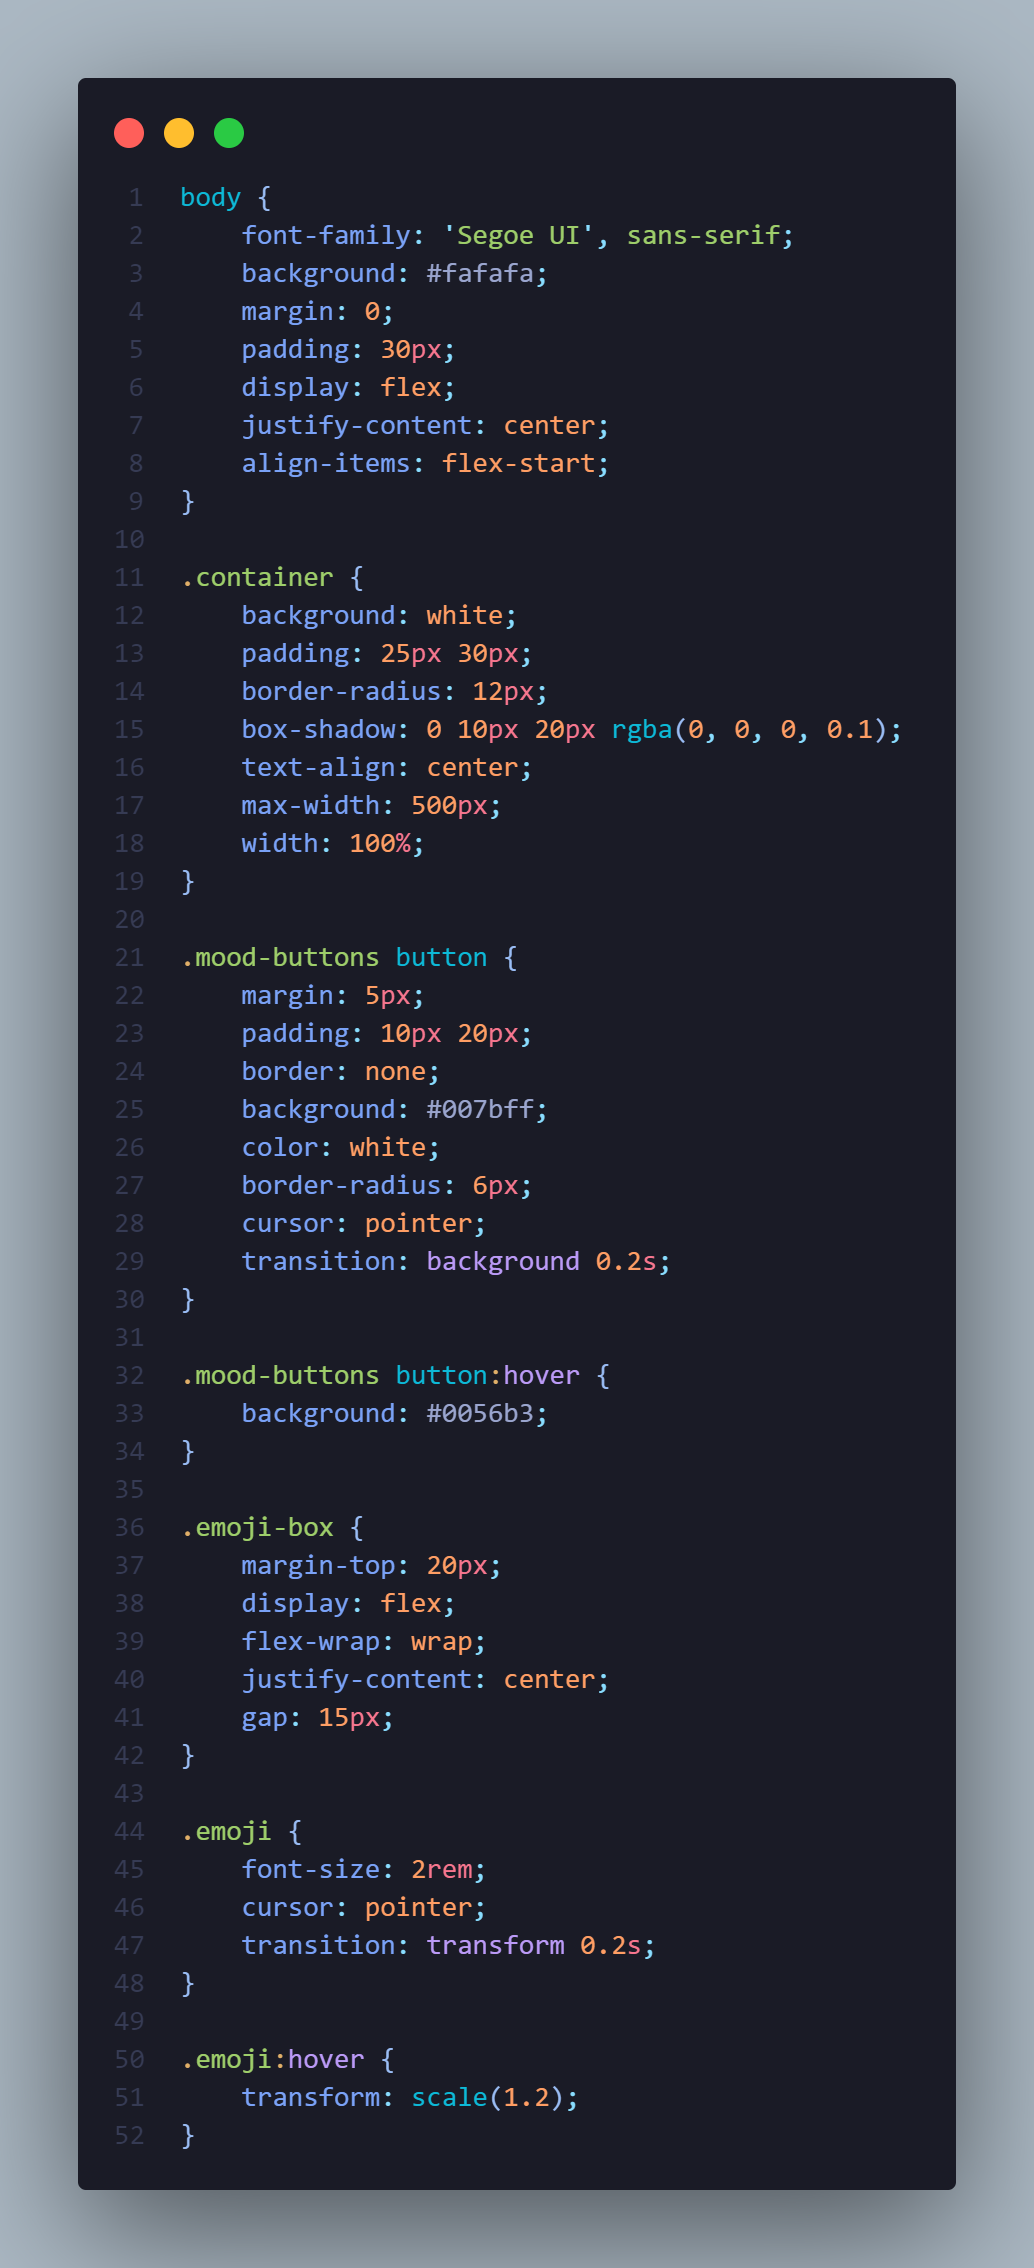 1 body {
2     font-family: 'Segoe UI', sans-serif;
3     background: #fafafa;
4     margin: 0;
5     padding: 30px;
6     display: flex;
7     justify-content: center;
8     align-items: flex-start;
9 }
10
11 .container {
12     background: white;
13     padding: 25px 30px;
14     border-radius: 12px;
15     box-shadow: 0 10px 20px rgba(0, 0, 0, 0.1);
16     text-align: center;
17     max-width: 500px;
18     width: 100%;
19 }
20
21 .mood-buttons button {
22     margin: 5px;
23     padding: 10px 20px;
24     border: none;
25     background: #007bff;
26     color: white;
27     border-radius: 6px;
28     cursor: pointer;
29     transition: background 0.2s;
30 }
31
32 .mood-buttons button:hover {
33     background: #0056b3;
34 }
35
36 .emoji-box {
37     margin-top: 20px;
38     display: flex;
39     flex-wrap: wrap;
40     justify-content: center;
41     gap: 15px;
42 }
43
44 .emoji {
45     font-size: 2rem;
46     cursor: pointer;
47     transition: transform 0.2s;
48 }
49
50 .emoji:hover {
51     transform: scale(1.2);
52 }